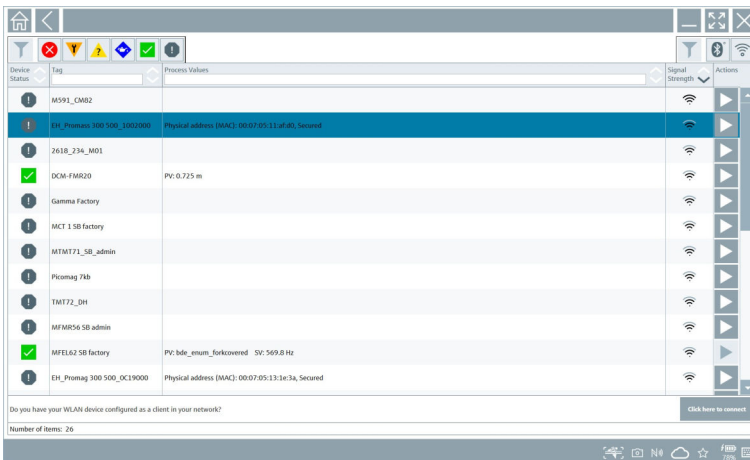 Device Status
Tag
Process Values
Signal Strength
Actions
M591_CMB2
EH_Promass 300 500_1002000 Physical address (MAC): 00:07:05:11:af:d0, Secured
2618_234_M01
DCM-FMR20 PV: 0.725 m
Gamma Factory
MCT 1 SB factory
MTMT71_SB_admin
Picomag 7kb
TMT72_DH
MFMR56 SB admin
MFEL62 SB factory PV: bde_enum_forkcovered SV: 569.8 Hz
EH_Promag 300 500_0C19000 Physical address (MAC): 00:07:05:13:1e:3a, Secured
Do you have your WLAN device configured as a client in your network? Click here to connect
Number of items: 26
78%